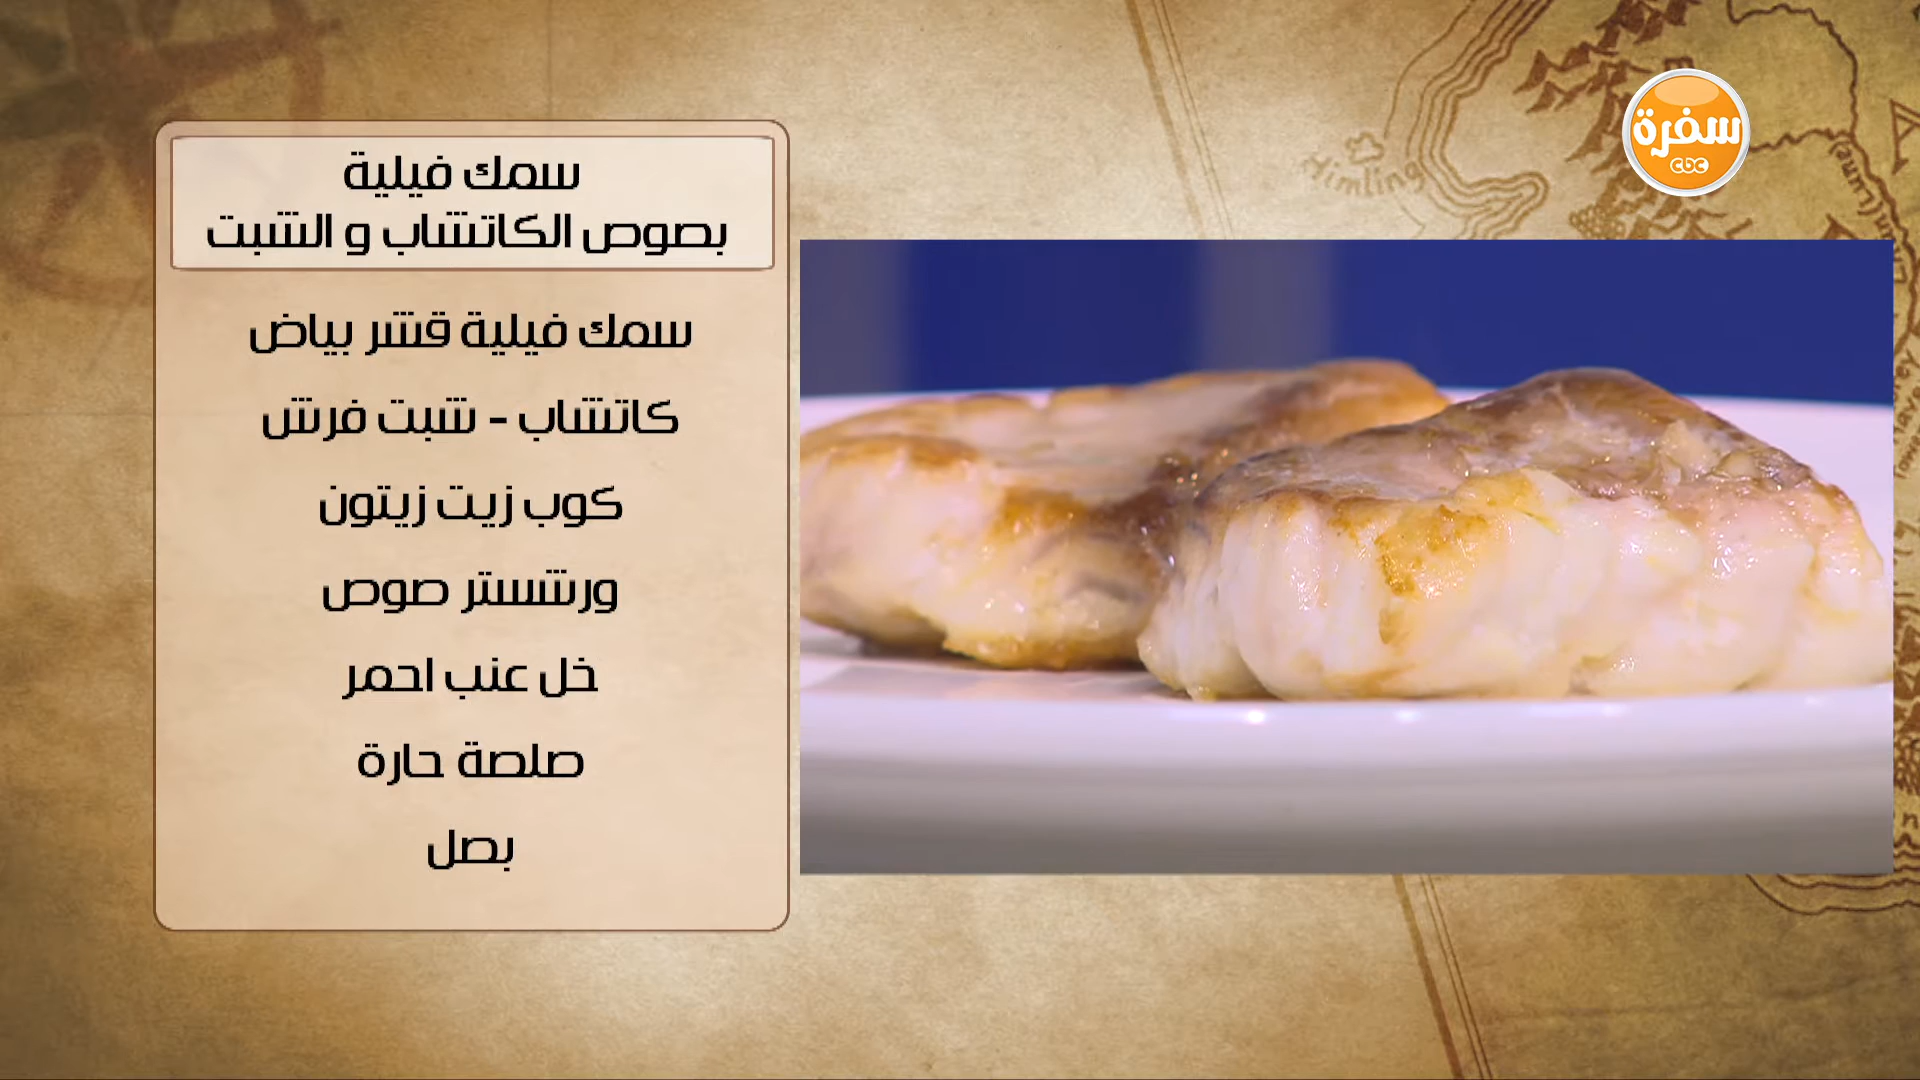 سمك فيلية
بصوص الكاتشاب و الشبت
سمك فيلية قشر بياض
كاتشاب - شبت فرش
كوب زيت زيتون
ورشستر صوص
خل عنب احمر
صلصة حارة
بصل
سفرة
cbc
Himling